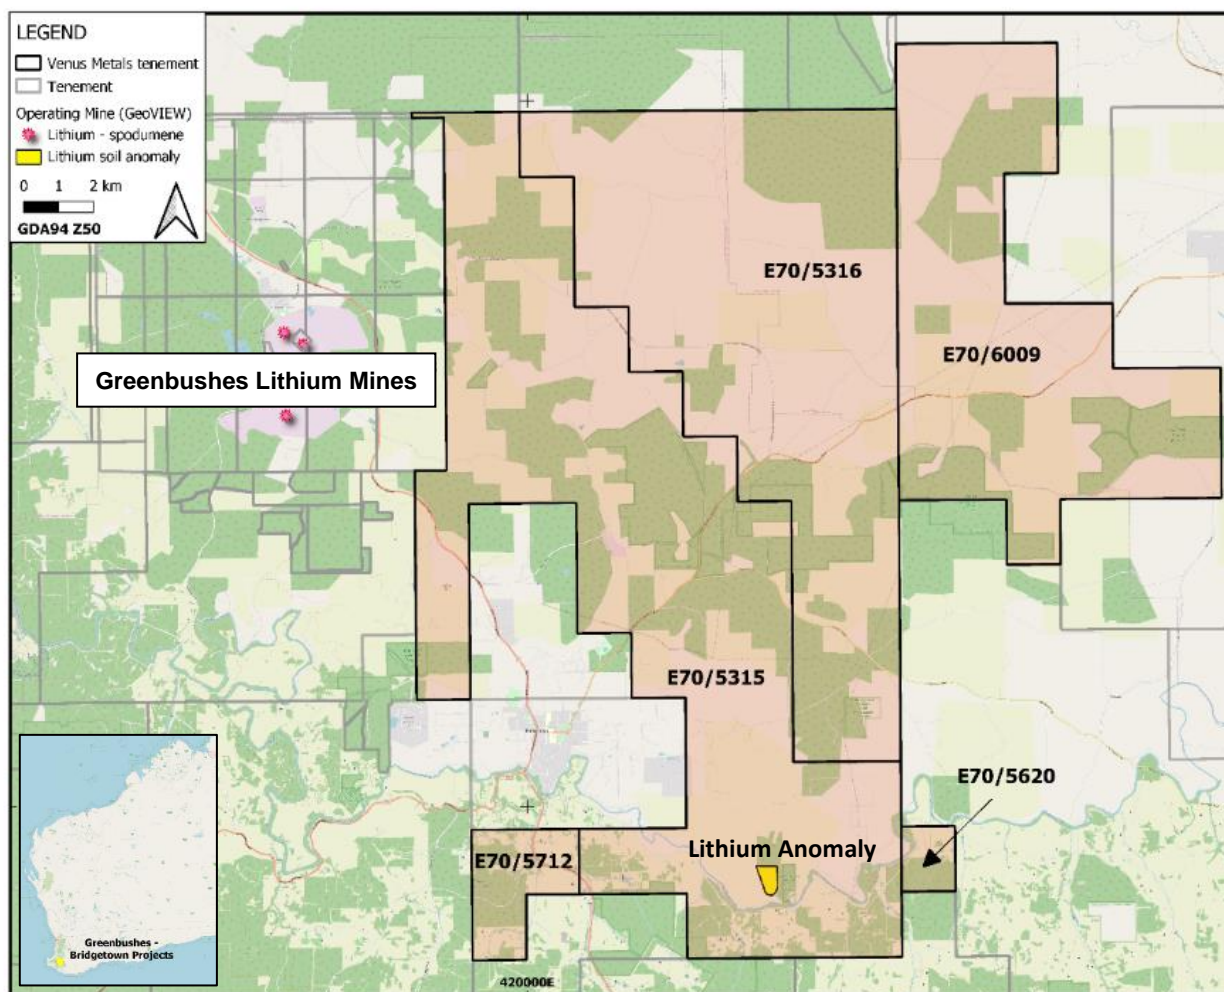 LEGEND
Venus Metals tenement
Tenement
Operating Mine (GeoVIEW)
Lithium - spodumene
Lithium soil anomaly
0 1 2 km
GDA94 Z50
E70/5316
E70/6009
Greenbushes Lithium Mines
E70/5315
E70/5620
Lithium Anomaly
E70/5712
Greenbushes -
Bridgetown Projects
420000E